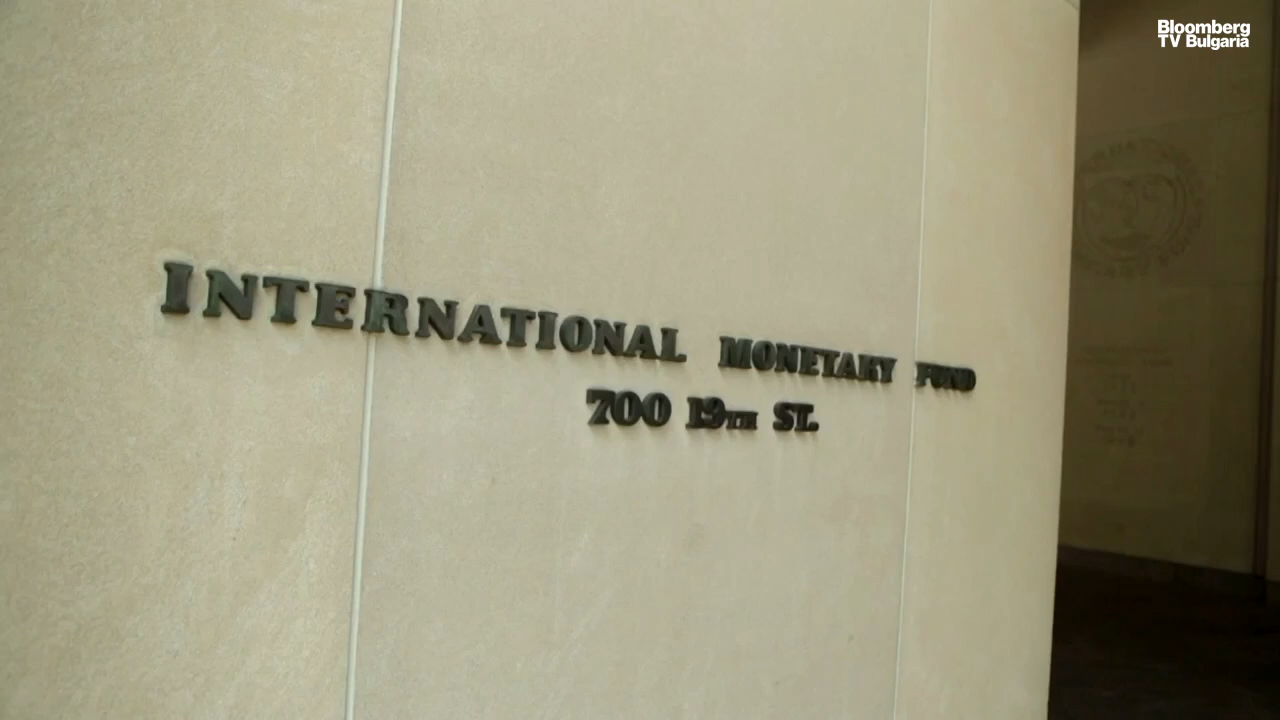 Bloomberg
TV Bulgaria
INTERNATIONAL MONETARY FUND
700 19TH ST.